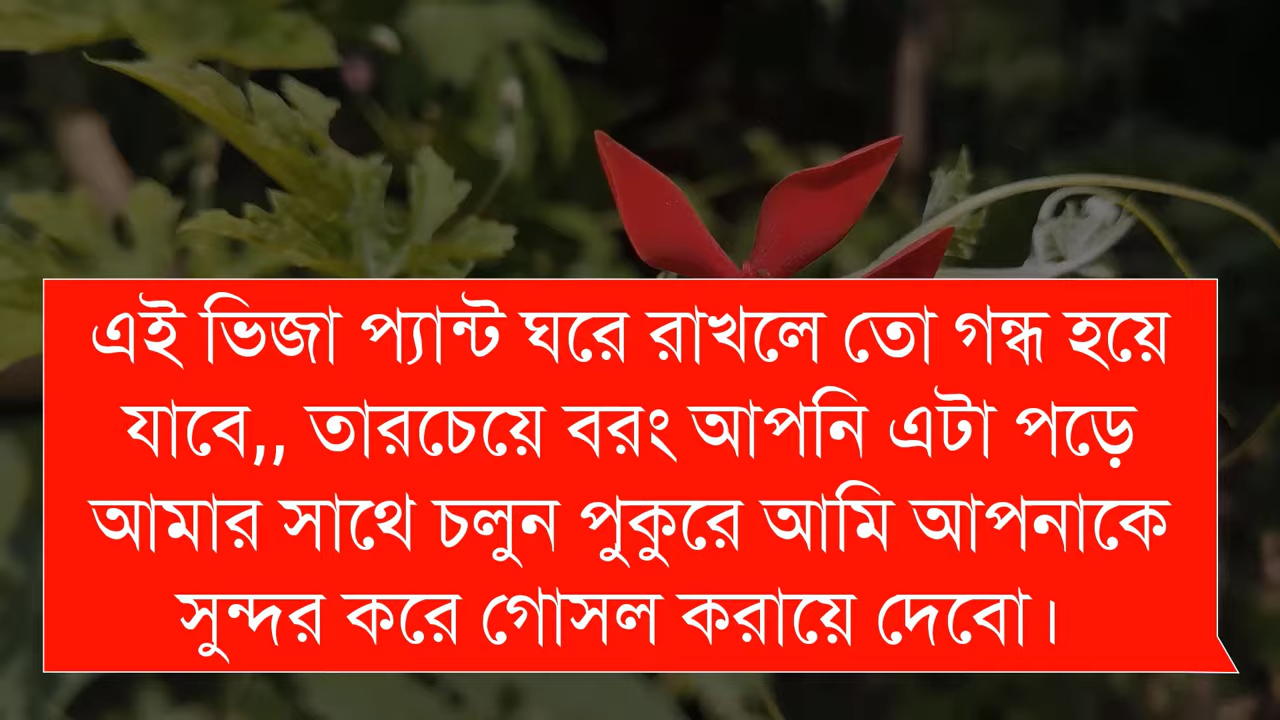 এই ভিজা প্যান্ট ঘরে রাখলে তো গন্ধ হয়ে
যাবে,, তারচেয়ে বরং আপনি এটা পড়ে
আমার সাথে চলুন পুকুরে আমি আপনাকে
সুন্দর করে গোসল করায়ে দেবো।